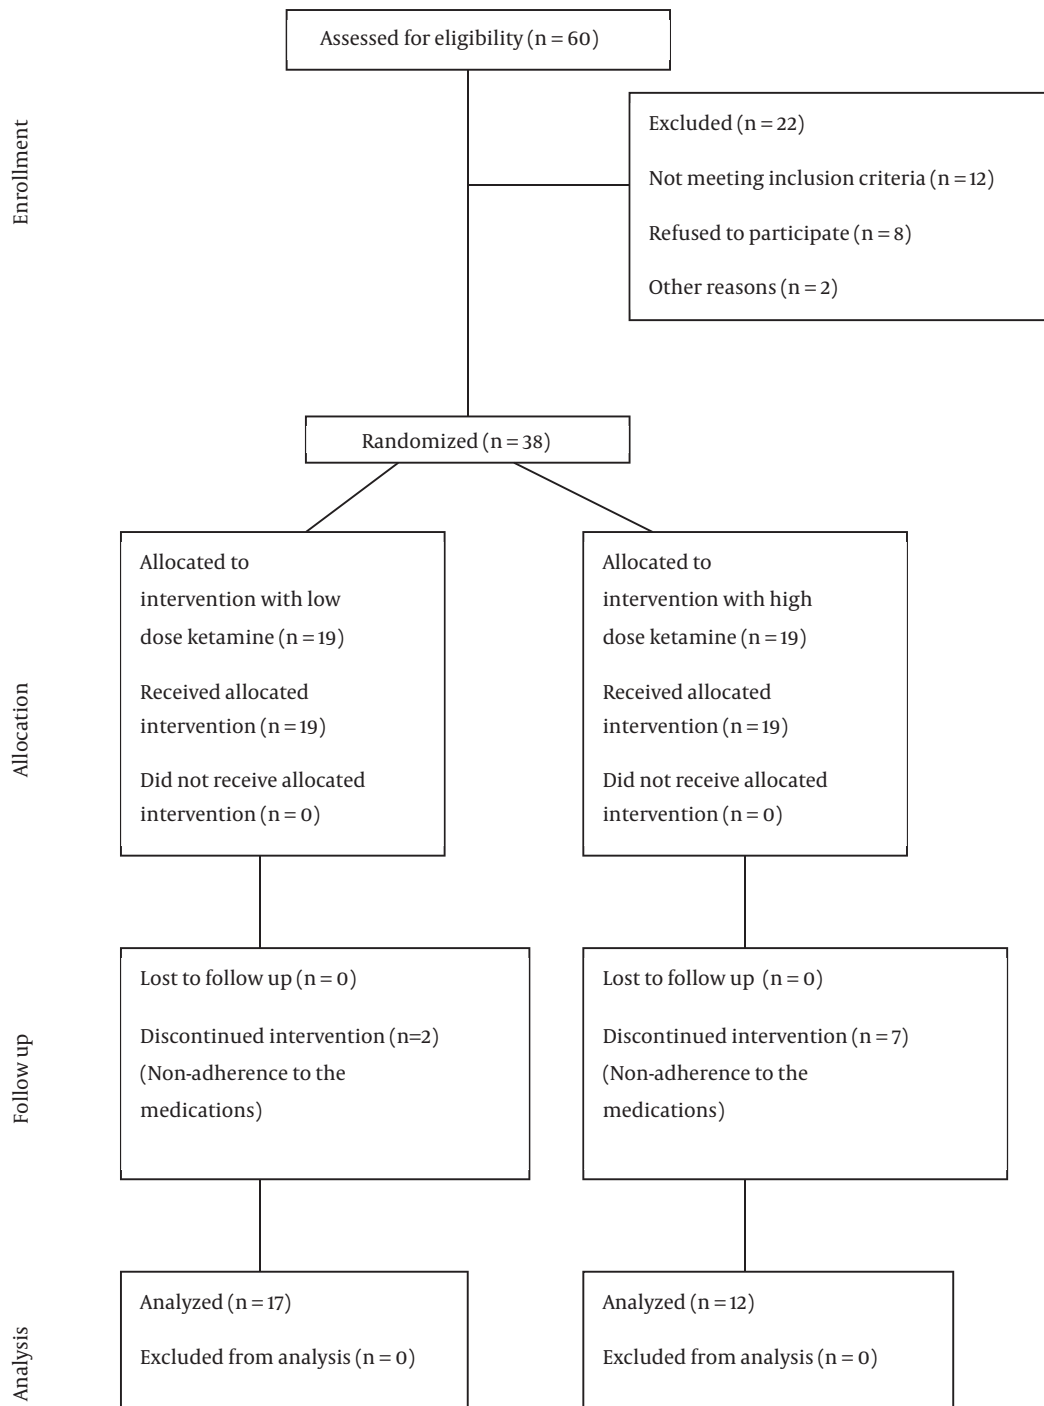 Assessed for eligibility (n = 60)
Enrollment
Excluded (n = 22)
Not meeting inclusion criteria (n = 12)
Refused to participate (n = 8)
Other reasons (n = 2)
Randomized (n = 38)
Allocation
Allocated to
intervention with low
dose ketamine (n = 19)
Received allocated
intervention (n = 19)
Did not receive allocated
intervention (n = 0)
Allocated to
intervention with high
dose ketamine (n = 19)
Received allocated
intervention (n = 19)
Did not receive allocated
intervention (n = 0)
Follow up
Lost to follow up (n = 0)
Discontinued intervention (n=2)
(Non-adherence to the
medications)
Lost to follow up (n = 0)
Discontinued intervention (n = 7)
(Non-adherence to the
medications)
Analysis
Analyzed (n = 17)
Excluded from analysis (n = 0)
Analyzed (n = 12)
Excluded from analysis (n = 0)